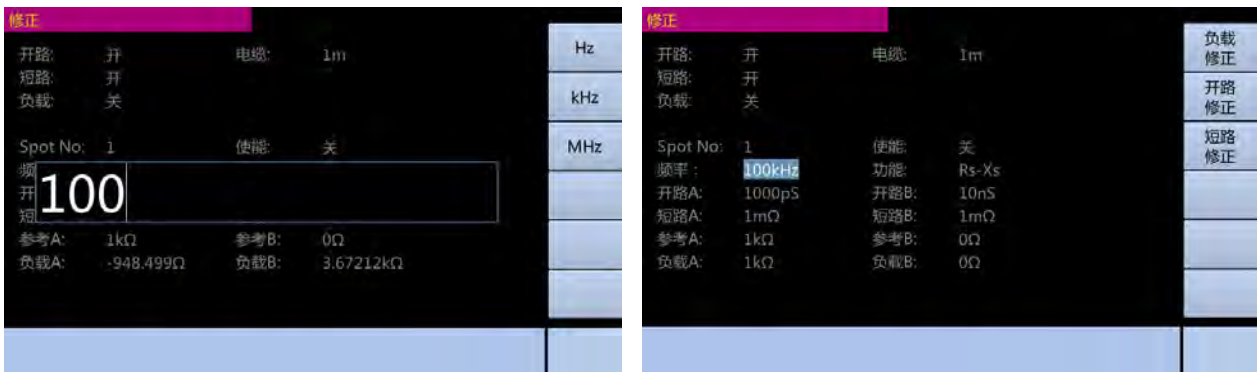 修正
开路: 开 电缆: 1m
短路: 开
负载: 关
Spot No: 1 使能: 关
频
开
短
100
参考A: 1kΩ 参考B: 0Ω
负载A: -948.499Ω 负载B: 3.67212kΩ
Hz
kHz
MHz
修正
开路: 开 电缆: 1m
短路: 开
负载: 关
Spot No: 1 使能: 关
频率: 100kHz 功能: Rs-Xs
开路A: 1000pS 开路B: 10nS
短路A: 1mΩ 短路B: 1mΩ
参考A: 1kΩ 参考B: 0Ω
负载A: 1kΩ 负载B: 0Ω
负载
修正
开路
修正
短路
修正